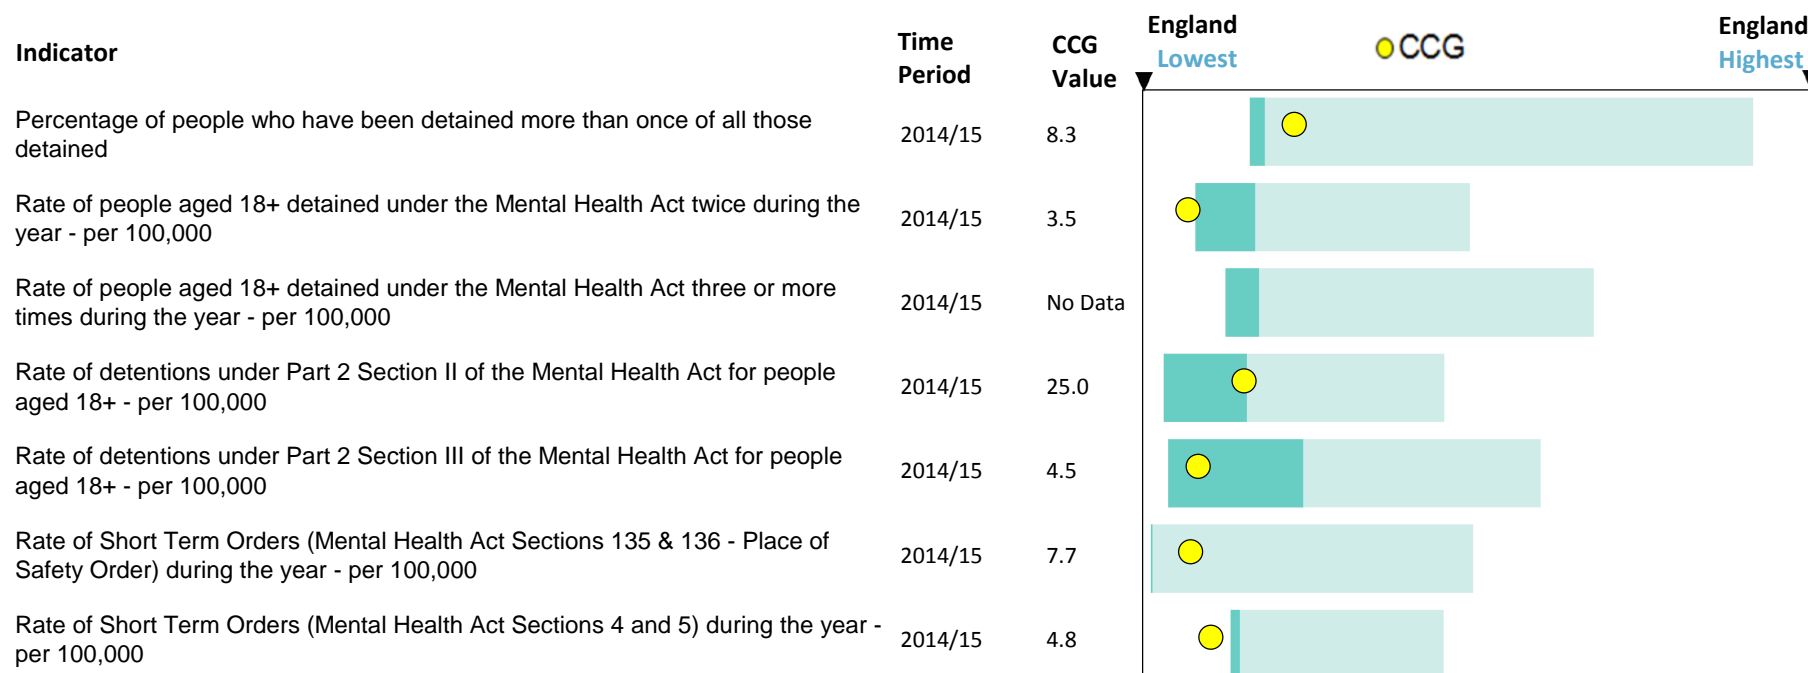 Indicator
Time Period
CCG Value
England Lowest
CCG
England Highest
Percentage of people who have been detained more than once of all those
detained
2014/15
8.3
Rate of people aged 18+ detained under the Mental Health Act twice during the
year - per 100,000
2014/15
3.5
Rate of people aged 18+ detained under the Mental Health Act three or more
times during the year - per 100,000
2014/15
No Data
Rate of detentions under Part 2 Section II of the Mental Health Act for people
aged 18+ - per 100,000
2014/15
25.0
Rate of detentions under Part 2 Section III of the Mental Health Act for people
aged 18+ - per 100,000
2014/15
4.5
Rate of Short Term Orders (Mental Health Act Sections 135 & 136 - Place of
Safety Order) during the year - per 100,000
2014/15
7.7
Rate of Short Term Orders (Mental Health Act Sections 4 and 5) during the year -
per 100,000
2014/15
4.8